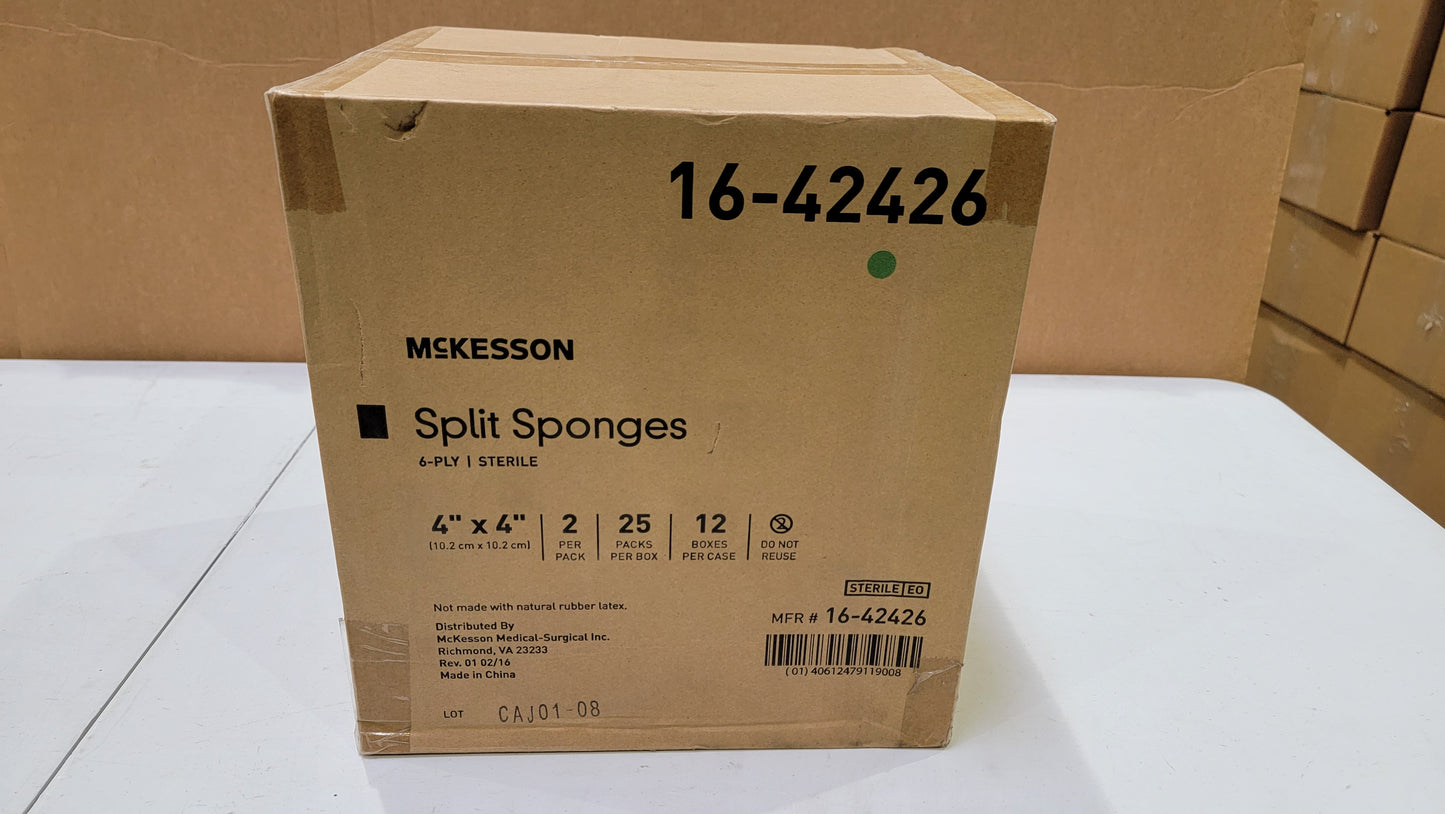 16-42426
McKESSON
Split Sponges
6-PLY | STERILE
4" x 4"
(10.2 cm x 10.2 cm)
2
PER
PACK
25
PACKS
PER BOX
12
BOXES
PER CASE
2
DO NOT
REUSE
STERILE EO
MFR # 16-42426
(01) 40612479119008
Not made with natural rubber latex.
Distributed By
McKesson Medical-Surgical Inc.
Richmond, VA 23233
Rev. 01 02/16
Made in China
LOT CAJ01-08